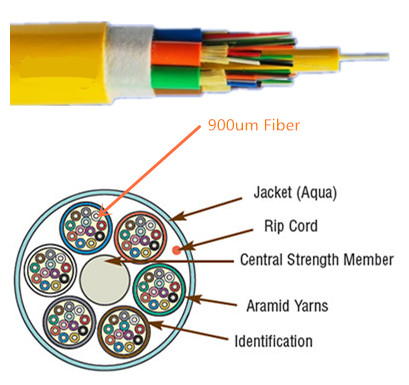 900um Fiber
Jacket (Aqua)
Rip Cord
Central Strength Member
Aramid Yarns
Identification